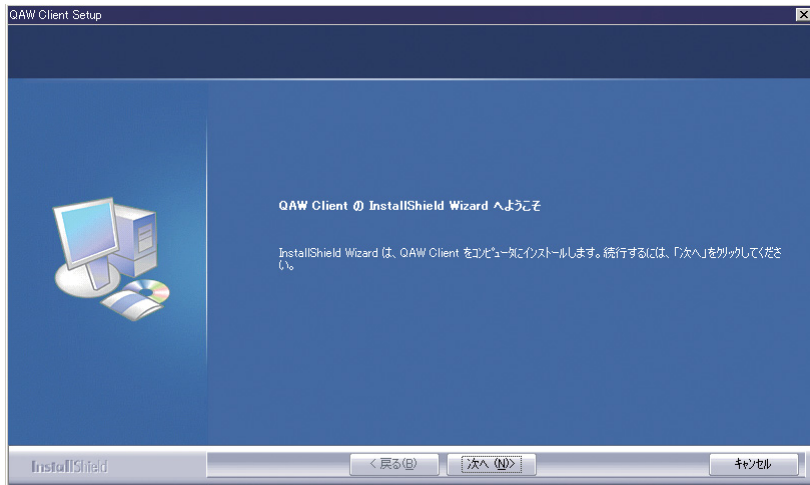 QAW Client Setup
QAW Client の InstallShield Wizard へようこそ
InstallShield Wizard は、QAW Client をコンピュータにインストールします。続行するには、「次へ」をクリックしてくださ
い。
InstallShield
< 戻る(B)
次へ (N)>
キャンセル